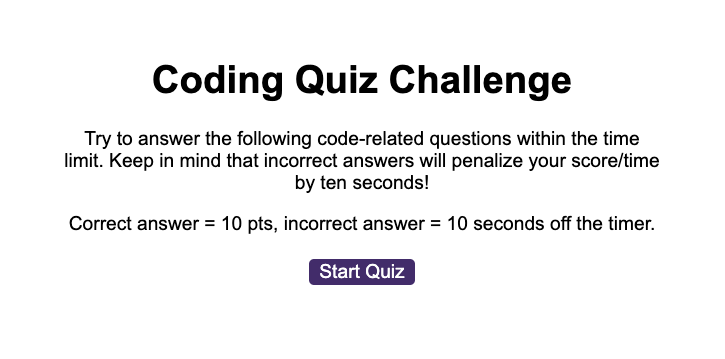 Coding Quiz Challenge
Try to answer the following code-related questions within the time
limit. Keep in mind that incorrect answers will penalize your score/time
by ten seconds!
Correct answer = 10 pts, incorrect answer = 10 seconds off the timer.
Start Quiz